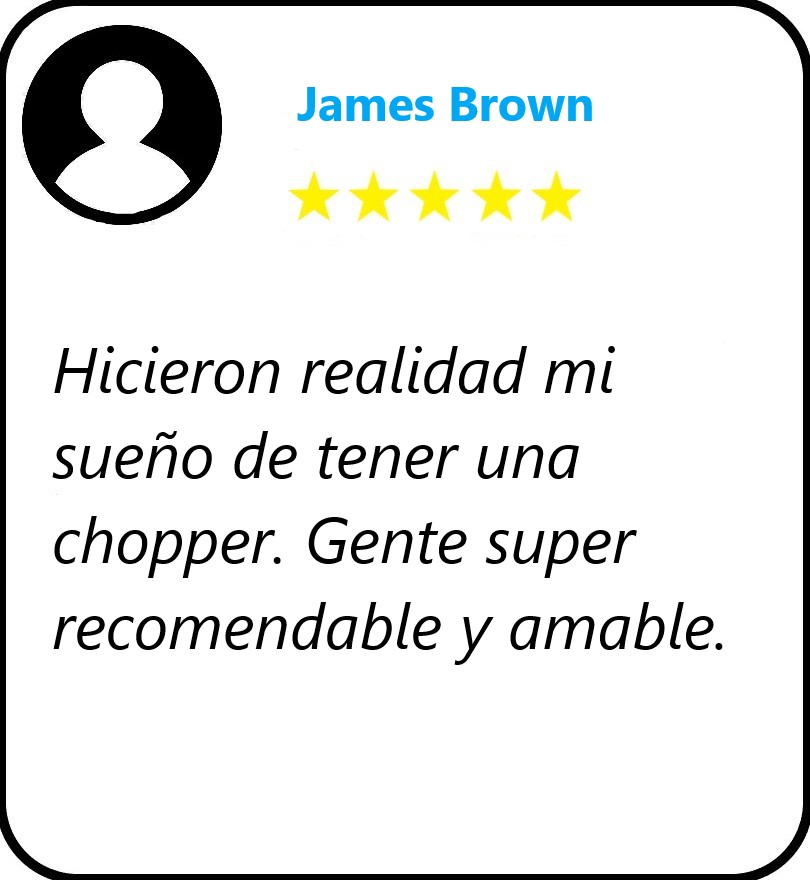 James Brown
Hicieron realidad mi
sueño de tener una
chopper. Gente super
recomendable y amable.